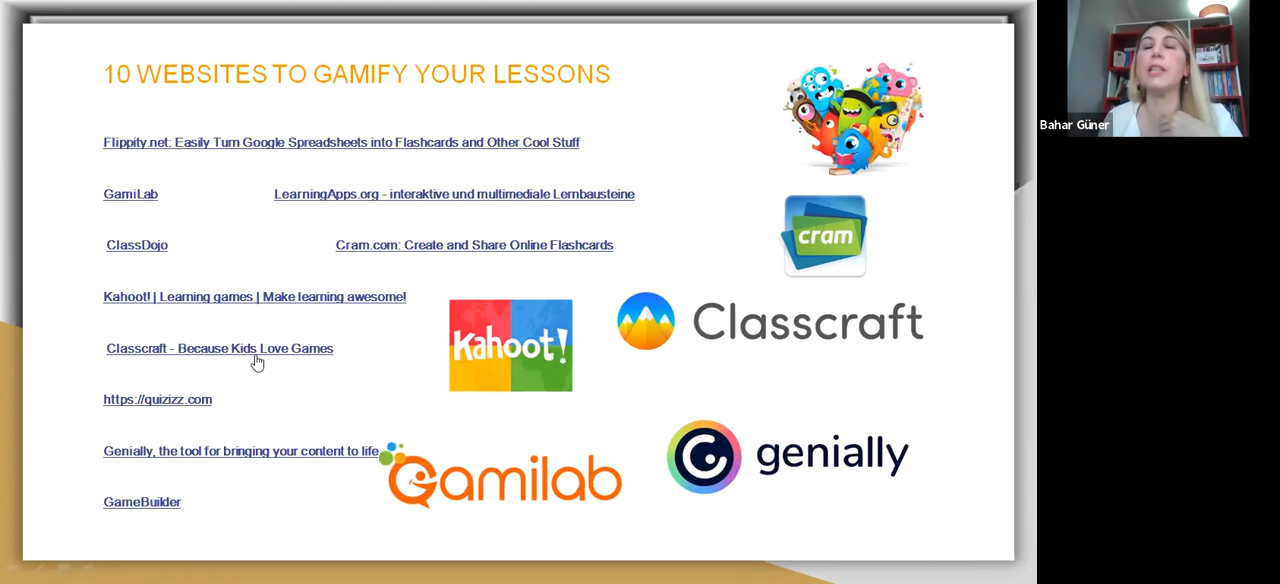 10 WEBSITES TO GAMIFY YOUR LESSONS
Bahar Güner
Flippity.net: Easily Turn Google Spreadsheets into Flashcards and Other Cool Stuff
GamiLab
LearningApps.org - interaktive und multimediale Lernbausteine
cram
ClassDojo
Cram.com: Create and Share Online Flashcards
Kahoot! | Learning games | Make learning awesome!
Classcraft
Kahoot!
Classcraft - Because Kids Love Games
https://quizizz.com
Genially, the tool for bringing your content to life
genially
Gamilab
GameBuilder